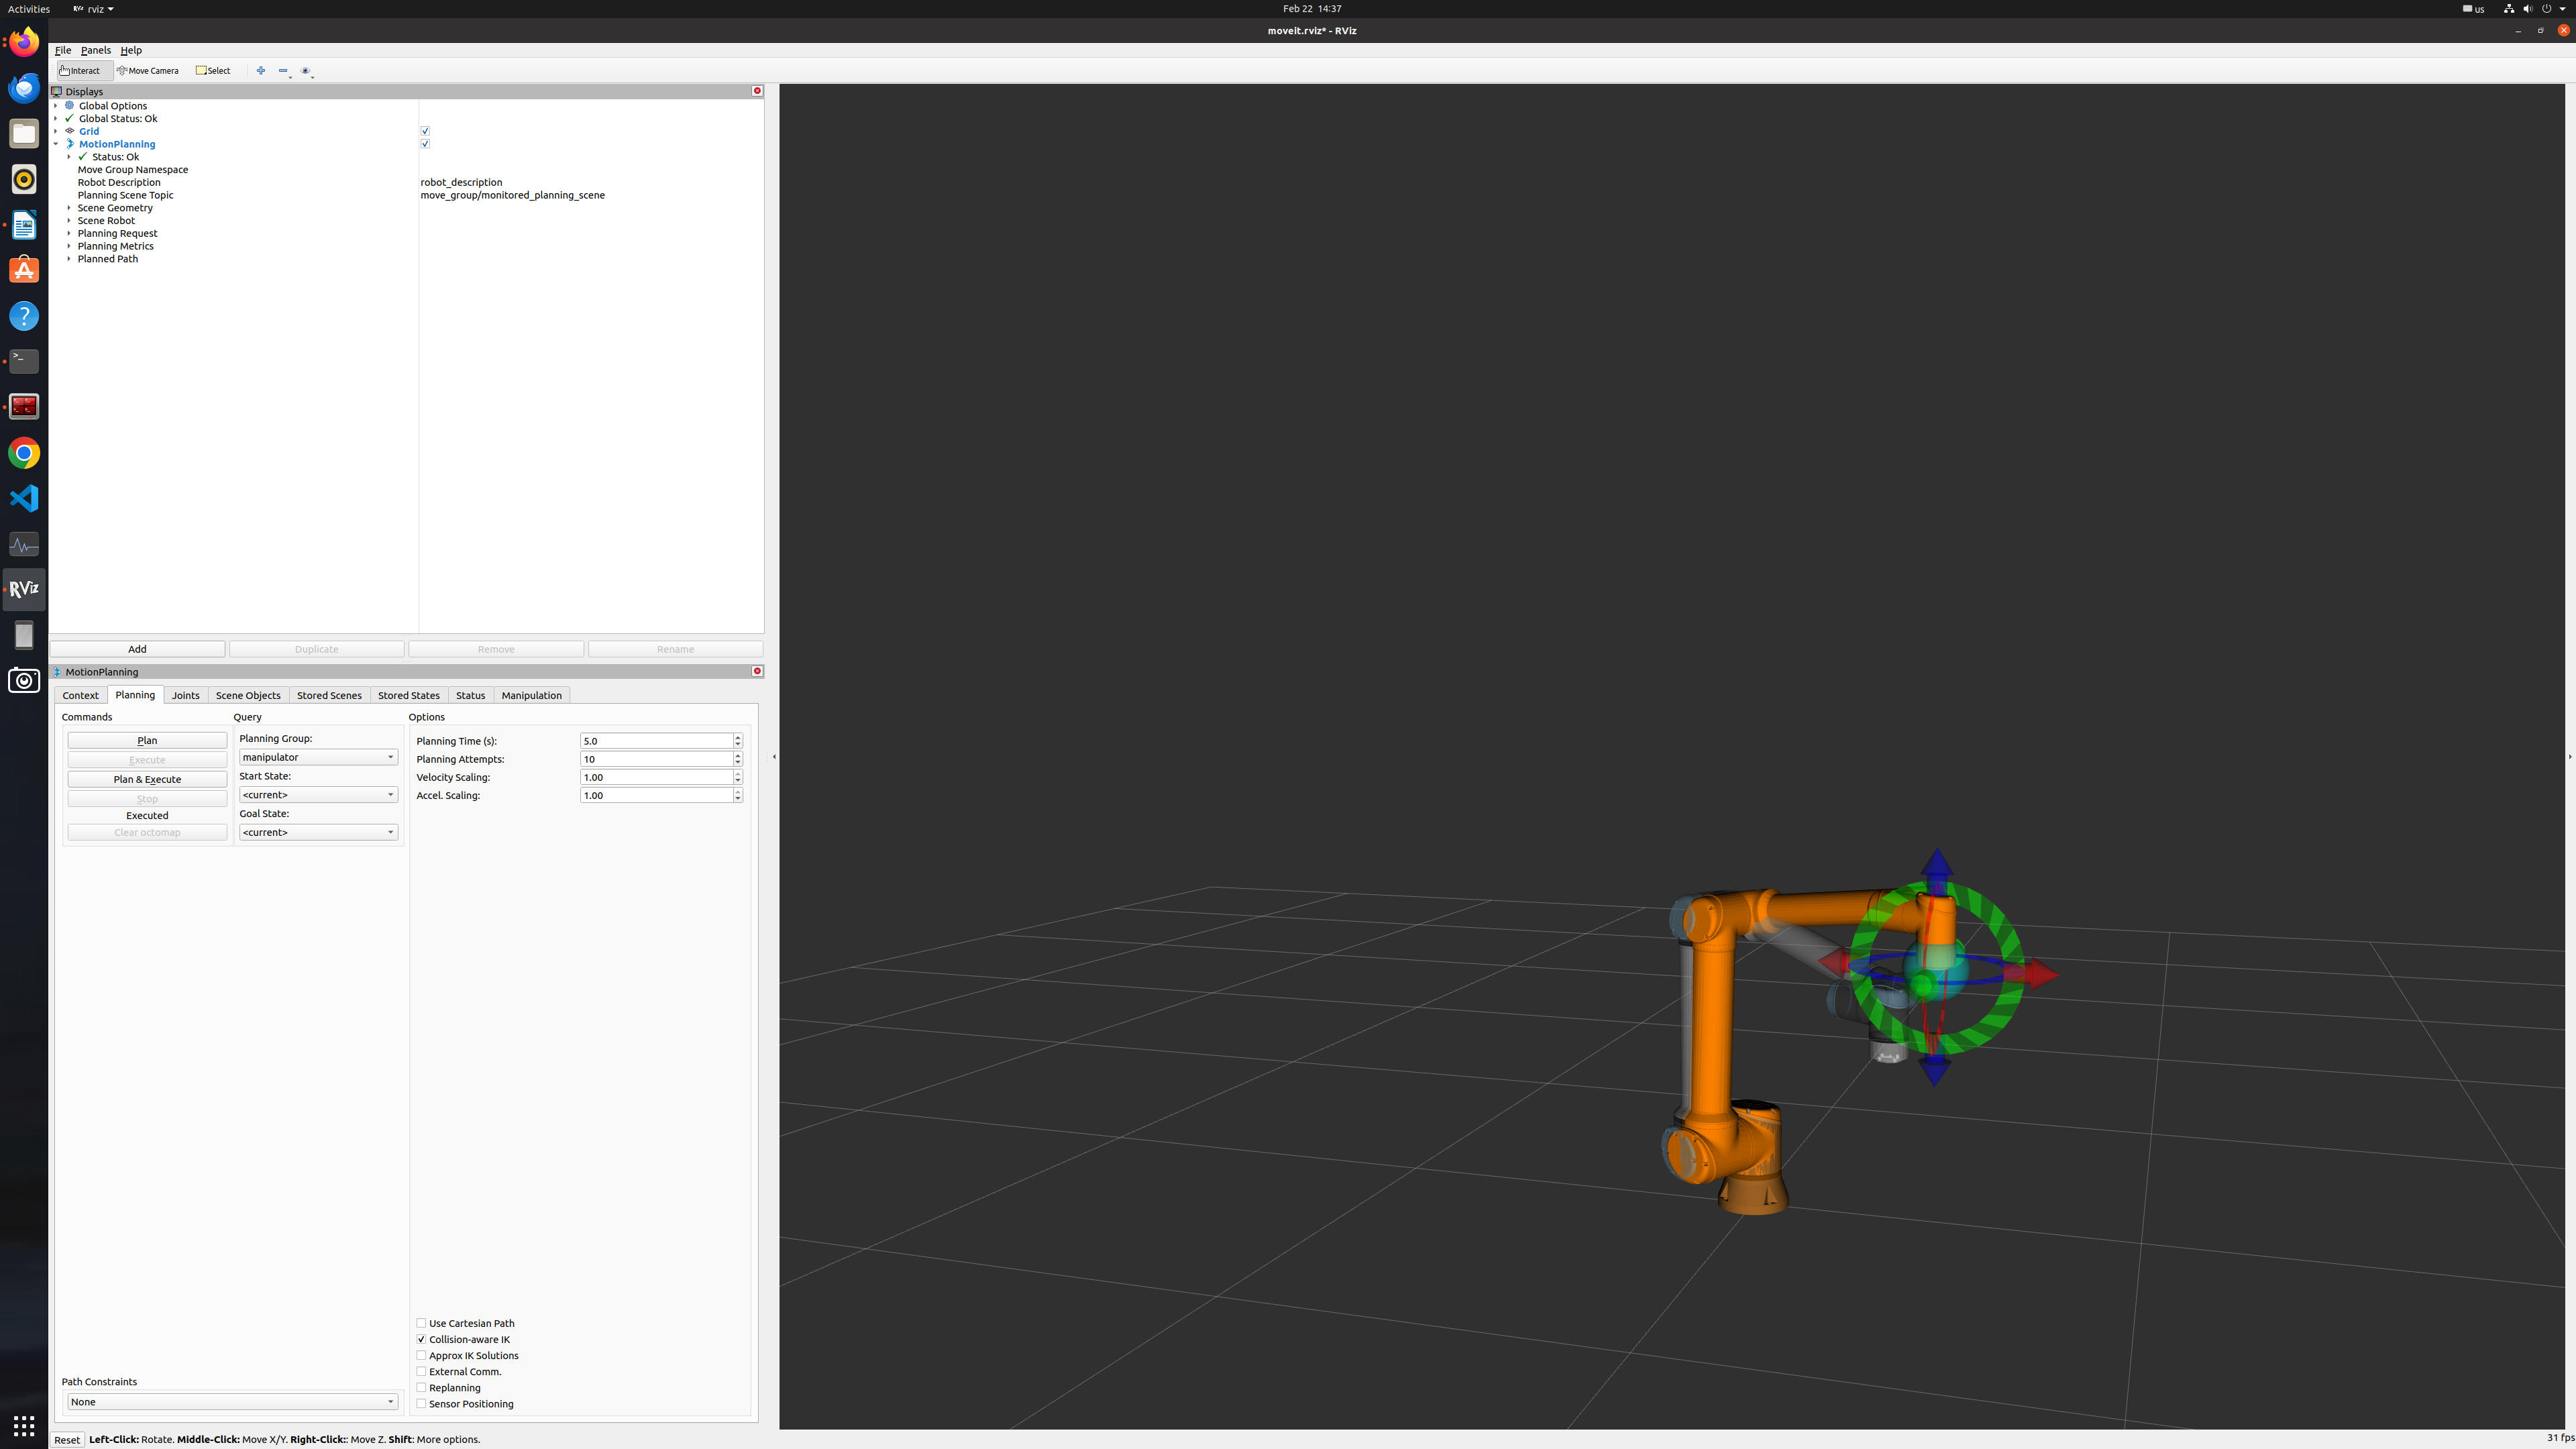 Activities rviz Feb 22 14:37 us
moveit.rviz* - RViz
File Panels Help
Interact Move Camera Select
Displays
Global Options
Global Status: Ok
Grid
MotionPlanning
Status: Ok
Move Group Namespace
Robot Description robot_description
Planning Scene Topic move_group/monitored_planning_scene
Scene Geometry
Scene Robot
Planning Request
Planning Metrics
Planned Path
RViz
Add Duplicate Remove Rename
MotionPlanning
Context Planning Joints Scene Objects Stored Scenes Stored States Status Manipulation
Commands
Plan
Execute
Plan & Execute
Stop
Executed
Clear octomap
Query
Planning Group:
manipulator
Start State:
<current>
Goal State:
<current>
Options
Planning Time (s): 5.0
Planning Attempts: 10
Velocity Scaling: 1.00
Accel. Scaling: 1.00
Use Cartesian Path
Collision-aware IK
Approx IK Solutions
External Comm.
Replanning
Sensor Positioning
Path Constraints
None
Reset Left-Click: Rotate. Middle-Click: Move X/Y. Right-Click:: Move Z. Shift: More options. 31 fps